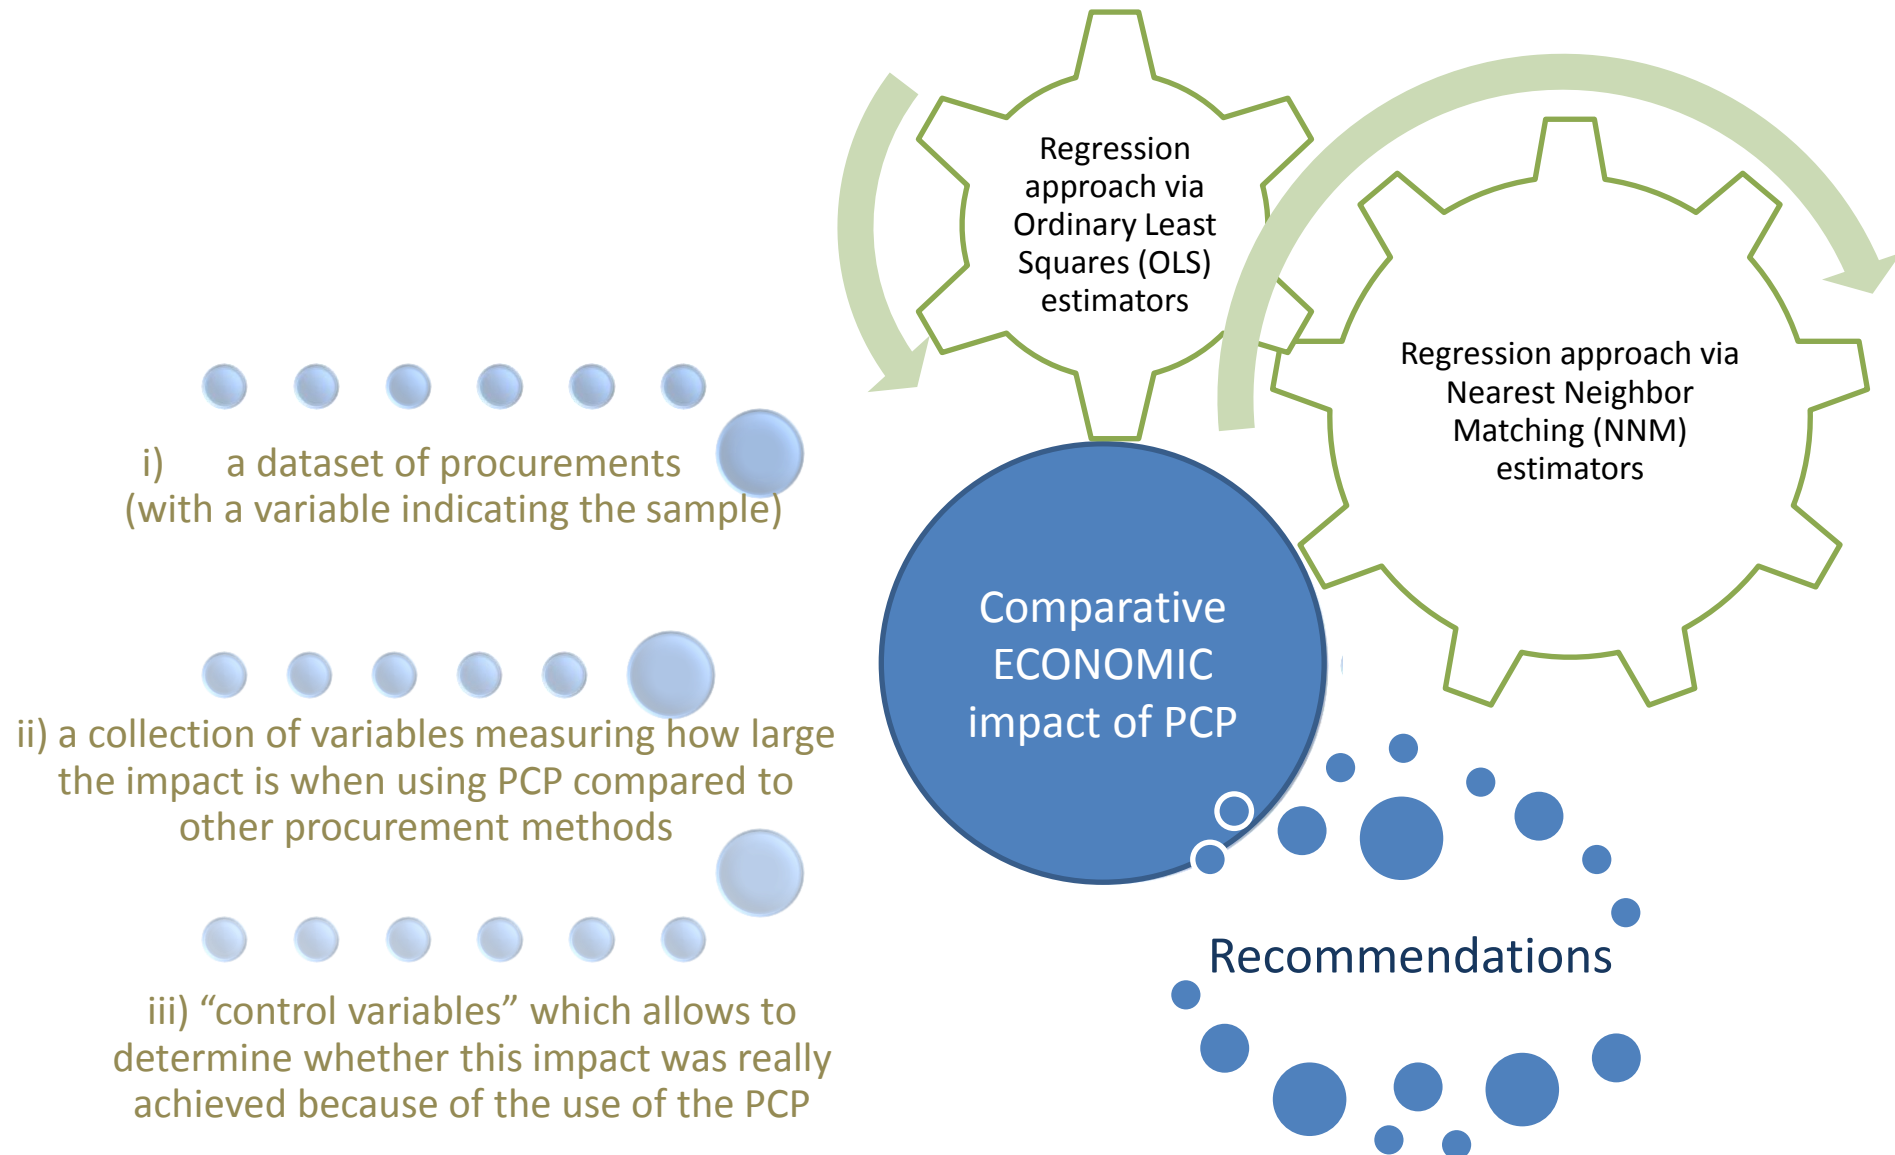 i) a dataset of procurements
(with a variable indicating the sample)
ii) a collection of variables measuring how large
the impact is when using PCP compared to
other procurement methods
iii) “control variables” which allows to
determine whether this impact was really
achieved because of the use of the PCP
Regression
approach via
Ordinary Least
Squares (OLS)
estimators
Regression approach via
Nearest Neighbor
Matching (NNM)
estimators
Comparative
ECONOMIC
impact of PCP
Recommendations